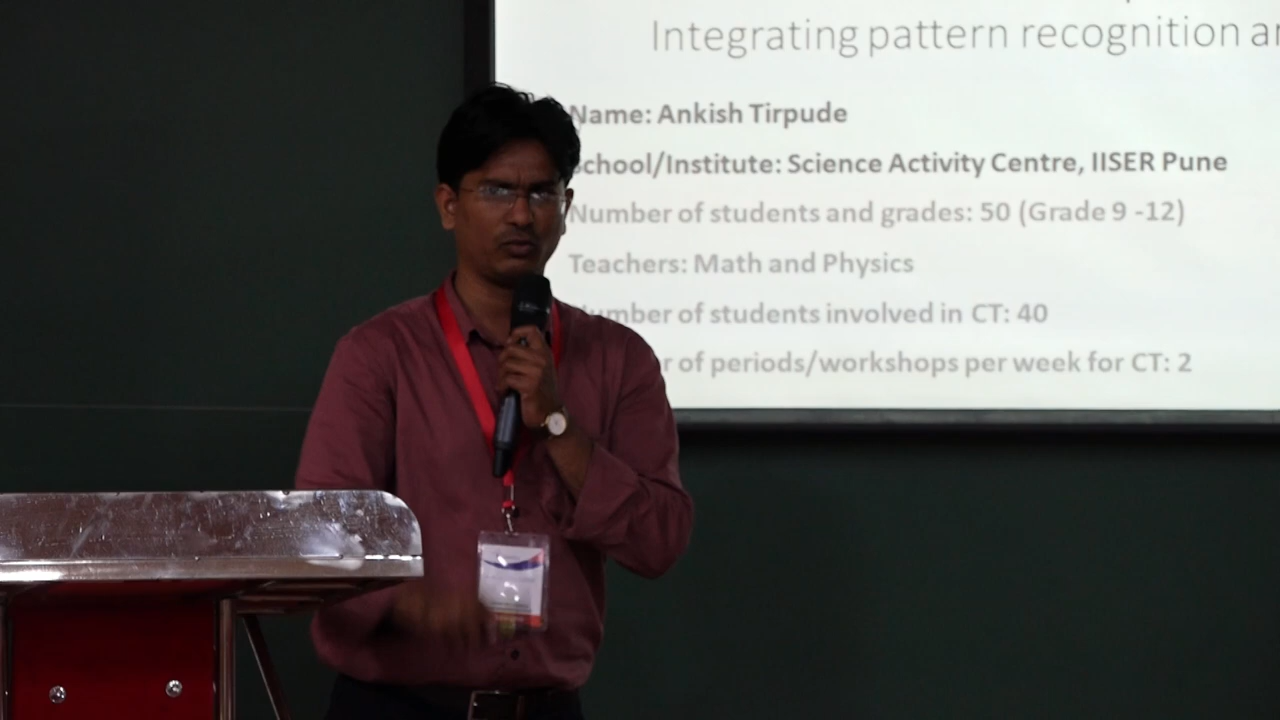 Integrating pattern recognition
Name: Ankish Tirpude
School/Institute: Science Activity Centre, IISER Pune
Number of students and grades: 50 (Grade 9 -12)
Teachers: Math and Physics
Number of students involved in CT: 40
of periods/workshops per week for CT: 2